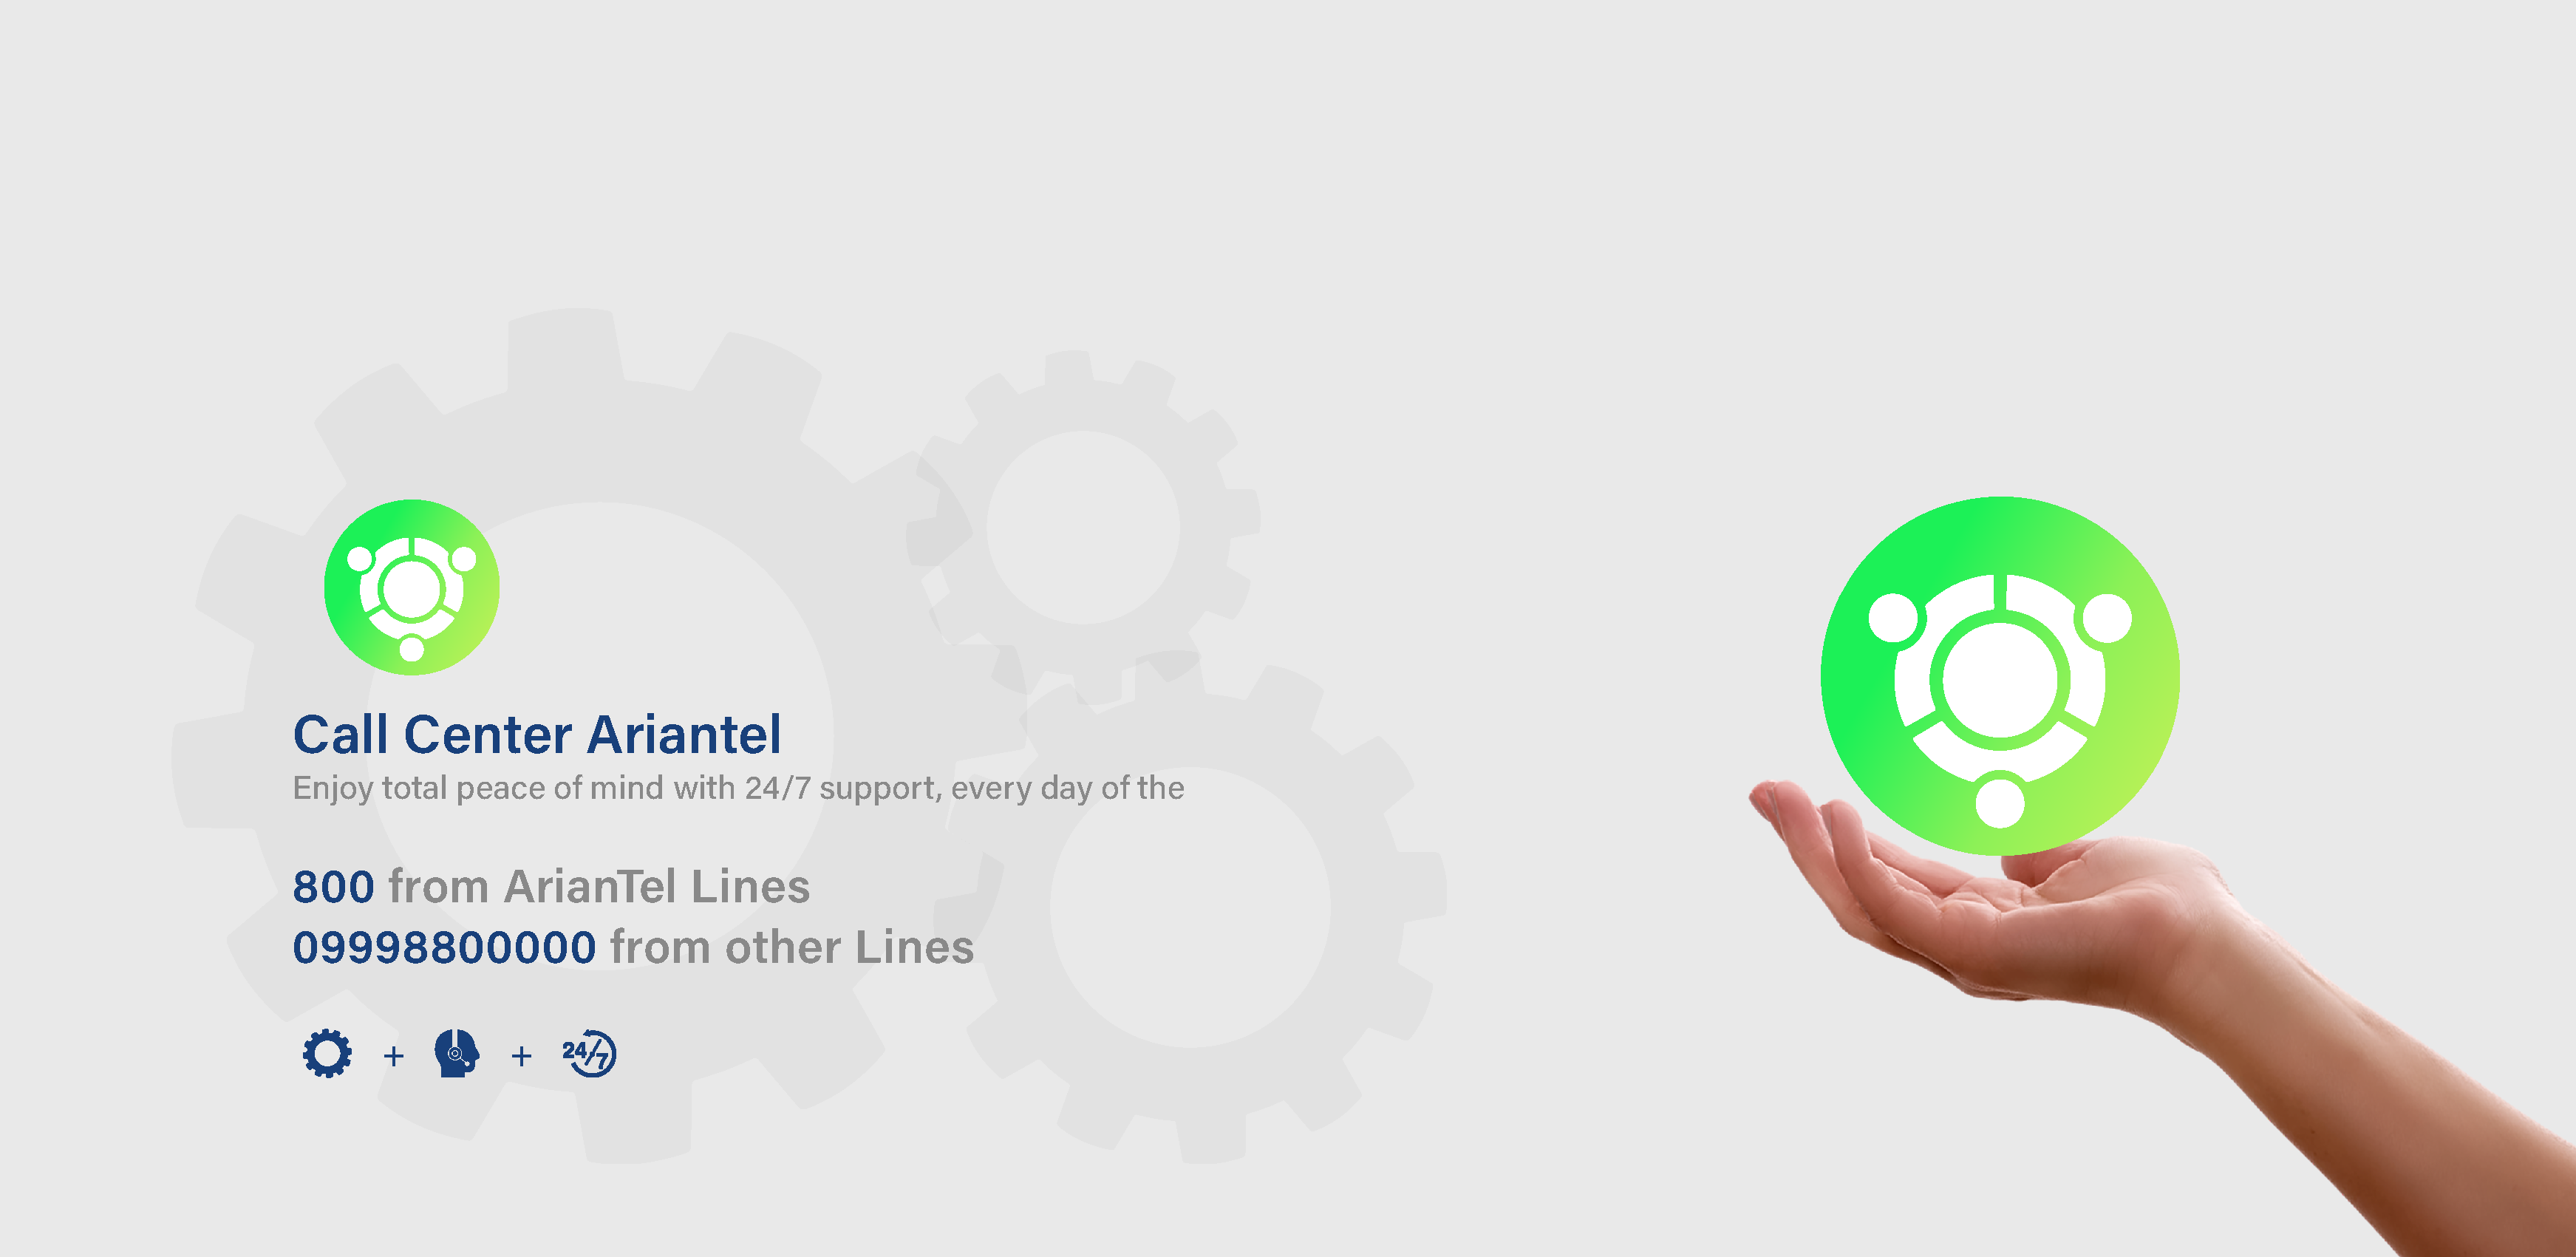 Call Center Ariantel
Enjoy total peace of mind with 24/7 support, every day of the
800 from ArianTel Lines
09998800000 from other Lines
+ + 24/7